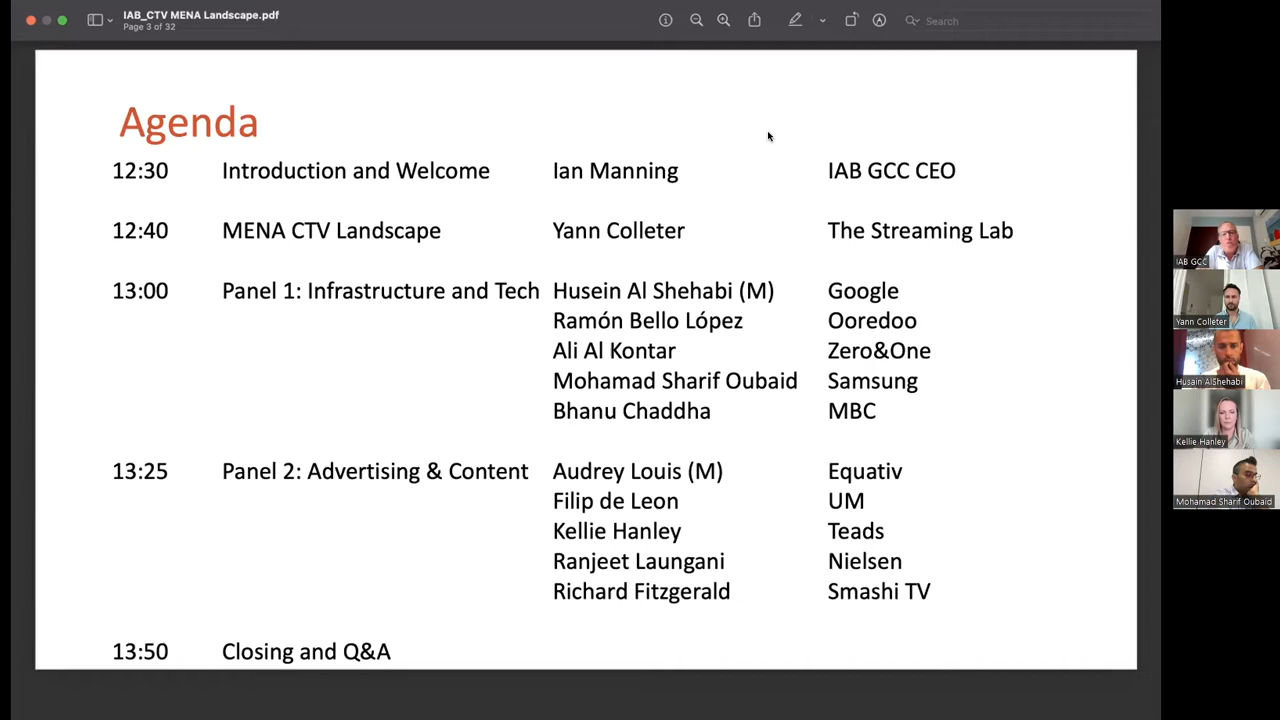 IAB_CTV MENA Landscape.pdf
Page 3 of 32
Search
Agenda
12:30 Introduction and Welcome Ian Manning IAB GCC CEO
12:40 MENA CTV Landscape Yann Colleter The Streaming Lab
13:00 Panel 1: Infrastructure and Tech Husein Al Shehabi (M) Google
Ramón Bello López Ooredoo
Ali Al Kontar Zero&One
Mohamad Sharif Oubaid Samsung
Bhanu Chaddha MBC
13:25 Panel 2: Advertising & Content Audrey Louis (M) Equativ
Filip de Leon UM
Kellie Hanley Teads
Ranjeet Laungani Nielsen
Richard Fitzgerald Smashi TV
13:50 Closing and Q&A
IAB GCC
Yann Colleter
Husain AlShehabi
Kellie Hanley
Mohamad Sharif Oubaid